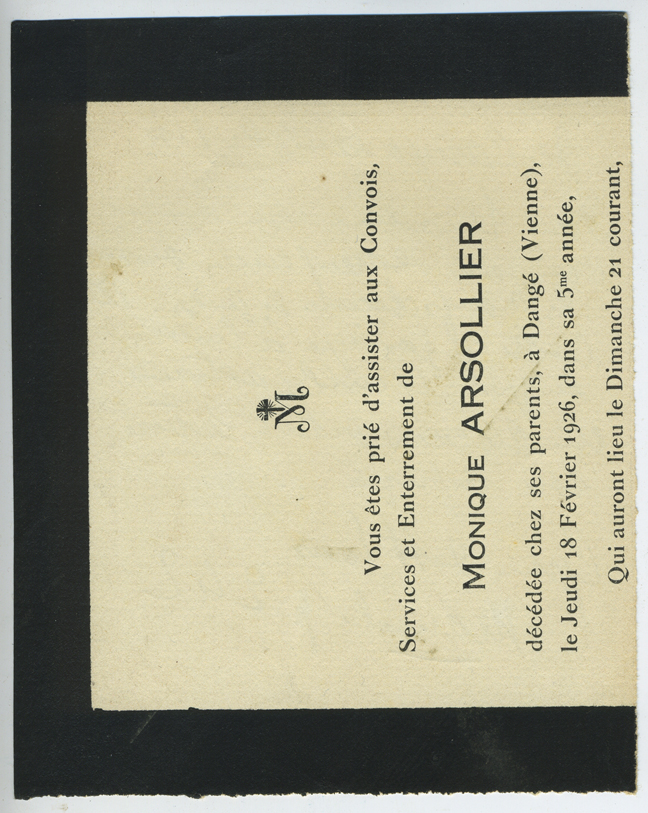 M
Vous êtes prié d'assister aux Convois,
Services et Enterrement de
MONIQUE ARSOLLIER
décédée chez ses parents, à Dangé (Vienne),
le Jeudi 18 Février 1926, dans sa 5me année,
Qui auront lieu le Dimanche 21 courant,